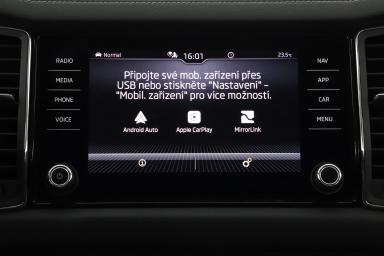 RADIO
MEDIA
PHONE
VOICE
Normal
16:01
23.5°C
Připojte své mob. zařízení přes
USB nebo stiskněte "Nastavení" –
"Mobil. zařízení" pro více možností.
Android Auto
Apple CarPlay
MirrorLink
NAV
APP
CAR
MENU